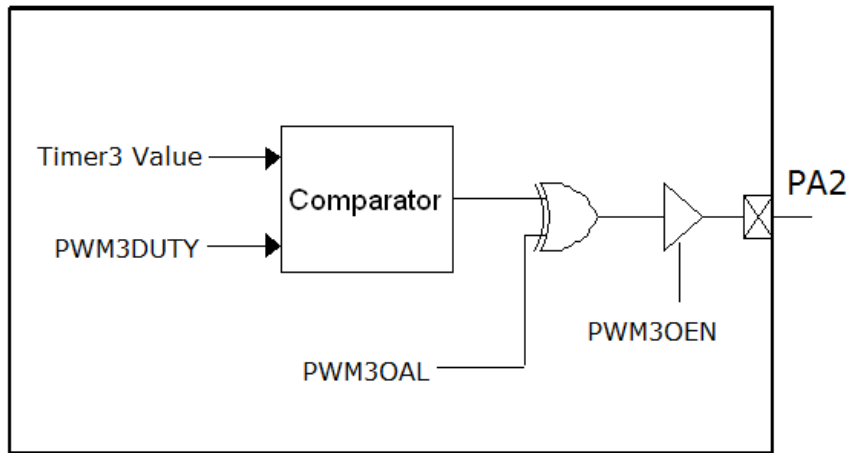 Timer3 Value
Comparator
PWM3DUTY
PWM3OAL
PWM3OEN
PA2